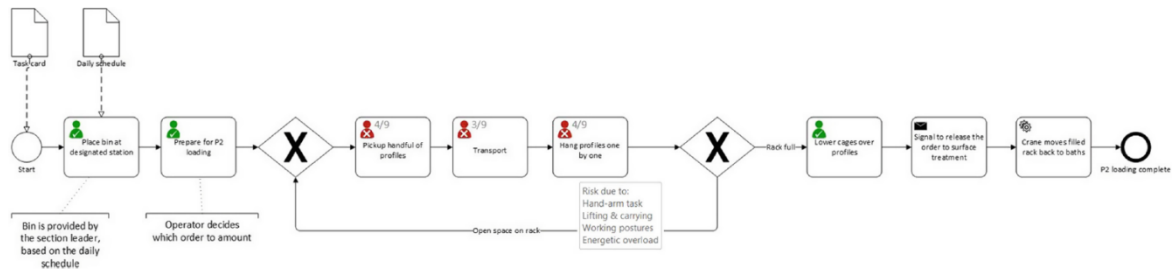 Task card
Daily schedule
4/9
3/9
4/9
Start
Place bin at
designated station
Prepare for P2
loading
X
Pickup handful of
profiles
Transport
Hang profiles one
by one
X
Rack full
Lower cages over
profiles
Signal to release the
order to surface
treatment
Crane moves filled
rack back to baths
P2 loading complete
Risk due to:
Hand-arm task
Lifting & carrying
Working postures
Energetic overload
Open space on rack
Bin is provided by
the section leader,
based on the daily
schedule
Operator decides
which order to amount